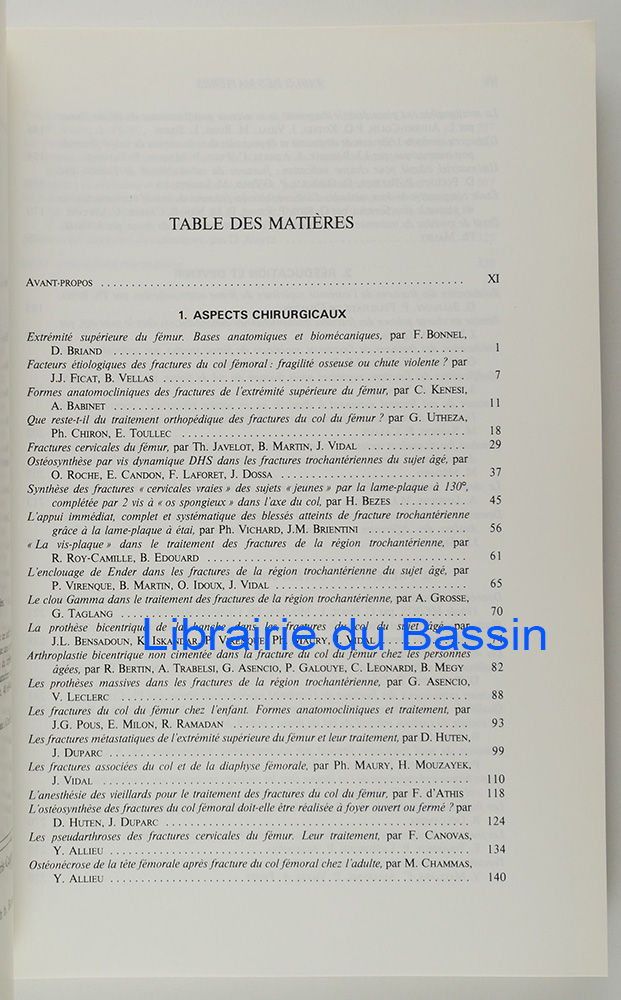 TABLE DES MATIÈRES
AVANT-PROPOS XI
1. ASPECTS CHIRURGICAUX
Extrémité supérieure du fémur. Bases anatomiques et biomécaniques, par F. BONNEL,
D. BRIAND 1
Facteurs étiologiques des fractures du col fémoral : fragilité osseuse ou chute violente ? par
J.J. FICAT, B. VELLAS 7
Formes anatomocliniques des fractures de l'extrémité supérieure du fémur, par C. KENESI,
A. BABINET 11
Que reste-t-il du traitement orthopédique des fractures du col du fémur ? par G. UTHEZA,
Ph. CHIRON, E. TOULLEC 18
Fractures cervicales du fémur, par Th. JAVELOT, B. MARTIN, J. VIDAL 29
Ostéosynthèse par vis dynamique DHS dans les fractures trochantériennes du sujet âgé, par
O. ROCHE, E. CANDON, F. LAFORET, J. DOSSA 37
Synthèse des fractures « cervicales vraies » des sujets « jeunes » par la lame-plaque à 130°,
complétée par 2 vis à « os spongieux » dans l'axe du col, par H. BEZES 45
L'appui immédiat, complet et systématique des blessés atteints de fracture trochantérienne
grâce à la lame-plaque à étai, par Ph. VICHARD, J.M. BRIENTINI 56
« La vis-plaque » dans le traitement des fractures de la région trochantérienne, par
R. ROY-CAMILLE, B. EDOUARD 61
L'enclouage de Ender dans les fractures de la région trochantérienne du sujet âgé, par
P. VIRENQUE, B. MARTIN, O. IDOUX, J. VIDAL 65
Le clou Gamma dans le traitement des fractures de la région trochantérienne, par A. GROSSE,
G. TAGLANG 70
La prothèse bicentrique de hanche dans les fractures du col du sujet âgé, par
J.L. BENSADOUN, K. ISKANDAR, P. VIRENQUE, Ph. MAURY, J. VIDAL
Librairie du Bassin
Arthroplastie bicentrique non cimentée dans la fracture du col du fémur chez les personnes
âgées, par R. BERTIN, A. TRABELSI, G. ASENCIO, P. GALOUYE, C. LEONARDI, B. MEGY 82
Les prothèses massives dans les fractures de la région trochantérienne, par G. ASENCIO,
V. LECLERC 88
Les fractures du col du fémur chez l'enfant. Formes anatomocliniques et traitement, par
J.G. POUS, E. MILON, R. RAMADAN 93
Les fractures métastatiques de l'extrémité supérieure du fémur et leur traitement, par D. HUTEN,
J. DUPARC 99
Les fractures associées du col et de la diaphyse fémorale, par Ph. MAURY, H. MOUZAYEK,
J. VIDAL 110
L'anesthésie des vieillards pour le traitement des fractures du col du fémur, par F. d'ATHIS 118
L'ostéosynthèse des fractures du col fémoral doit-elle être réalisée à foyer ouvert ou fermé ? par
D. HUTEN, J. DUPARC 124
Les pseudarthroses des fractures cervicales du fémur. Leur traitement, par F. CANOVAS,
Y. ALLIEU 134
Ostéonécrose de la tête fémorale après fracture du col fémoral chez l'adulte, par M. CHAMMAS,
Y. ALLIEU 140